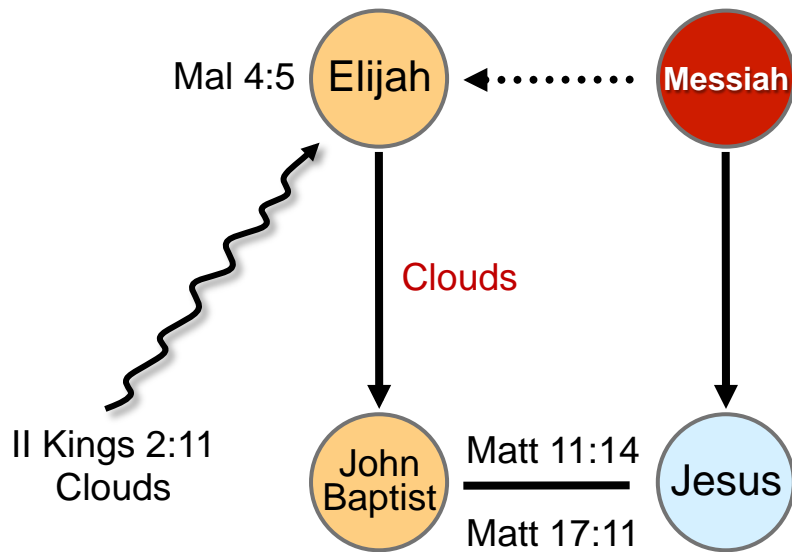 Mal 4:5
Elijah
Messiah
Clouds
II Kings 2:11
Clouds
John
Baptist
Matt 11:14
Matt 17:11
Jesus